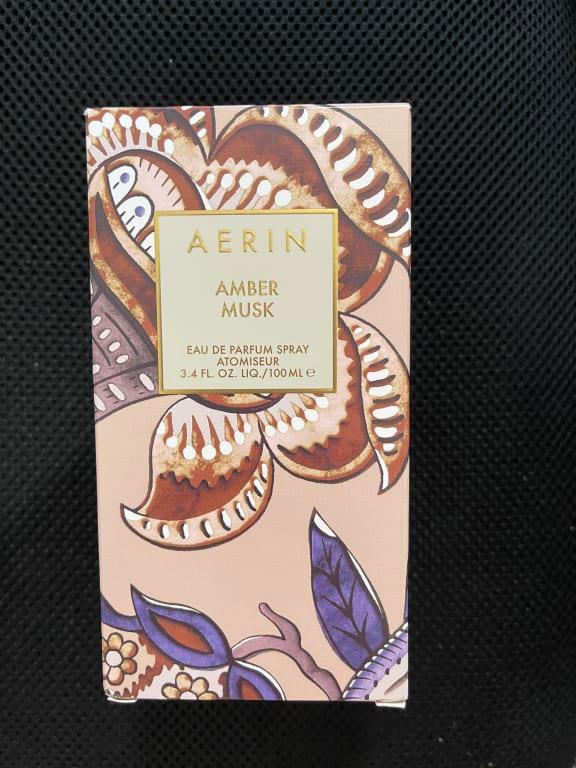 AERIN
AMBER
MUSK
EAU DE PARFUM SPRAY
ATOMISEUR
3.4 FL. OZ. LIQ./100 ML ℮